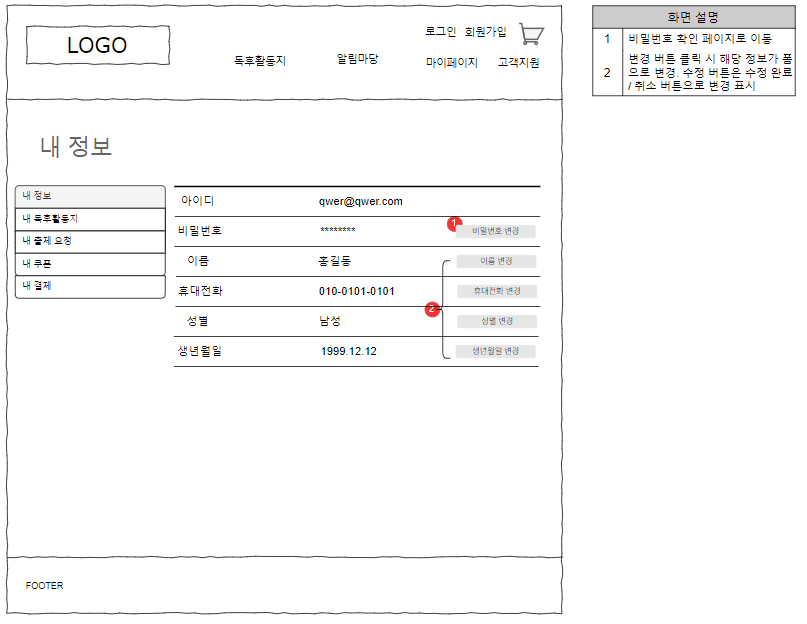 LOGO
로그인 회원가입
독후활동지 알림마당 마이페이지 고객지원
내 정보
내 정보
내 독후활동지
내 출제 요청
내 쿠폰
내 결제
아이디 qwer@qwer.com
비밀번호 ******** 1 비밀번호 변경
이름 홍길동 이름 변경
휴대전화 010-0101-0101 휴대전화 변경
2
성별 남성 성별 변경
생년월일 1999.12.12 생년월일 변경
FOOTER
화면 설명
1 비밀번호 확인 페이지로 이동
2 변경 버튼 클릭 시 해당 정보가 폼
으로 변경. 수정 버튼은 수정 완료
/ 취소 버튼으로 변경 표시